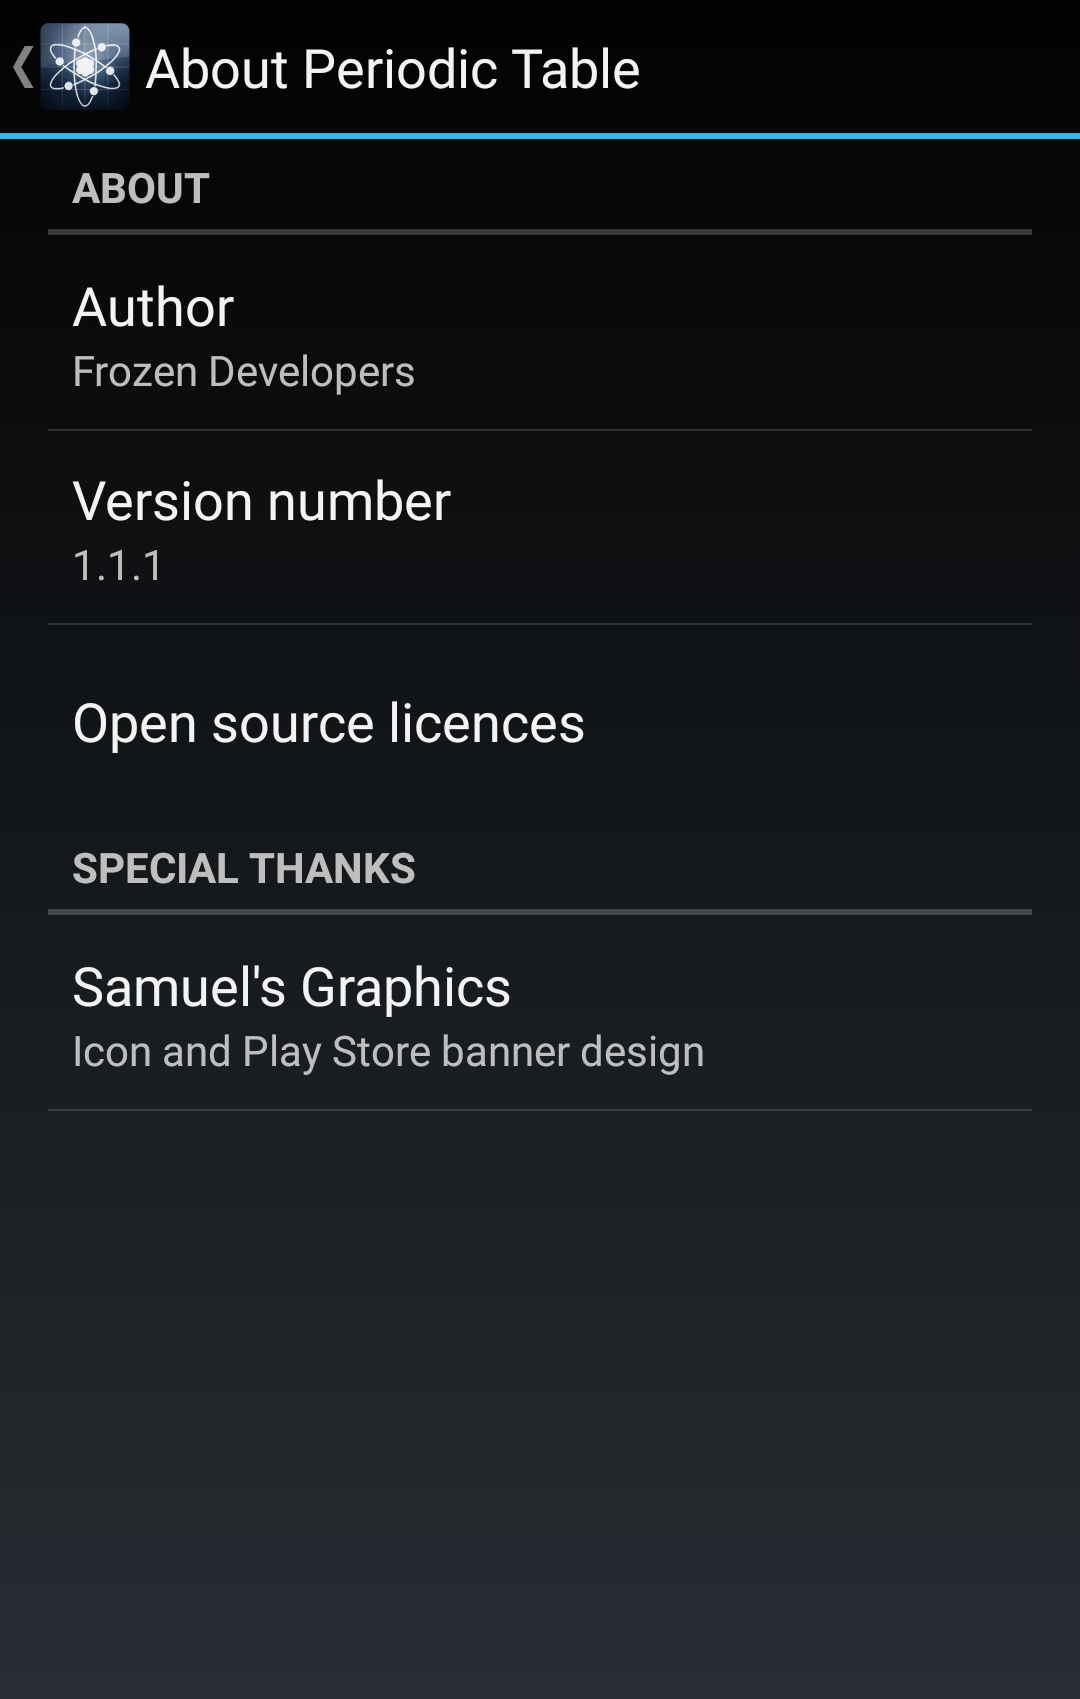 About Periodic Table
ABOUT
Author
Frozen Developers
Version number
1.1.1
Open source licences
SPECIAL THANKS
Samuel's Graphics
Icon and Play Store banner design